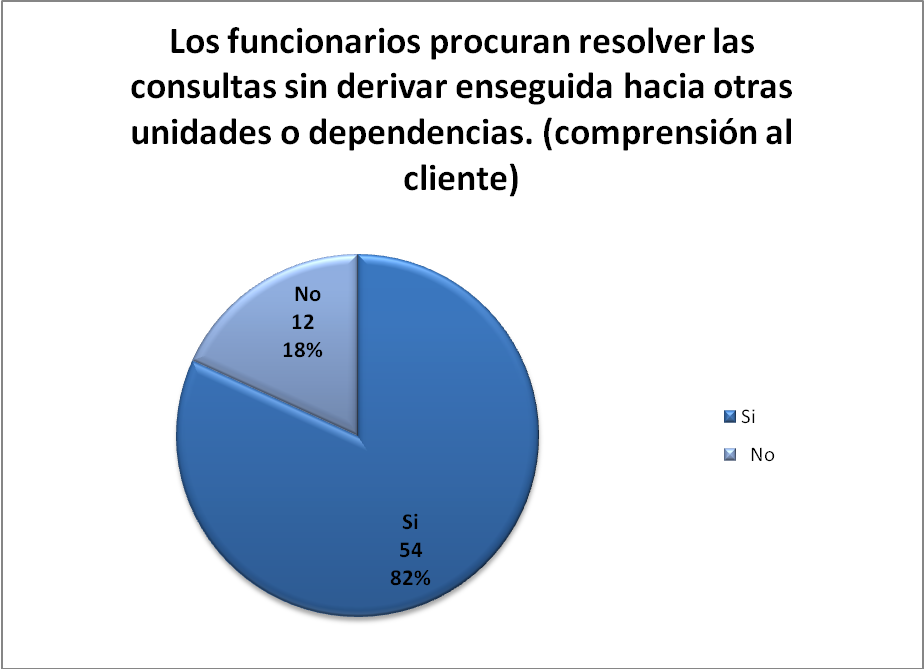 Los funcionarios procuran resolver las
consultas sin derivar enseguida hacia otras
unidades o dependencias. (comprensión al
cliente)
No
12
18%
Si
54
82%
Si
No